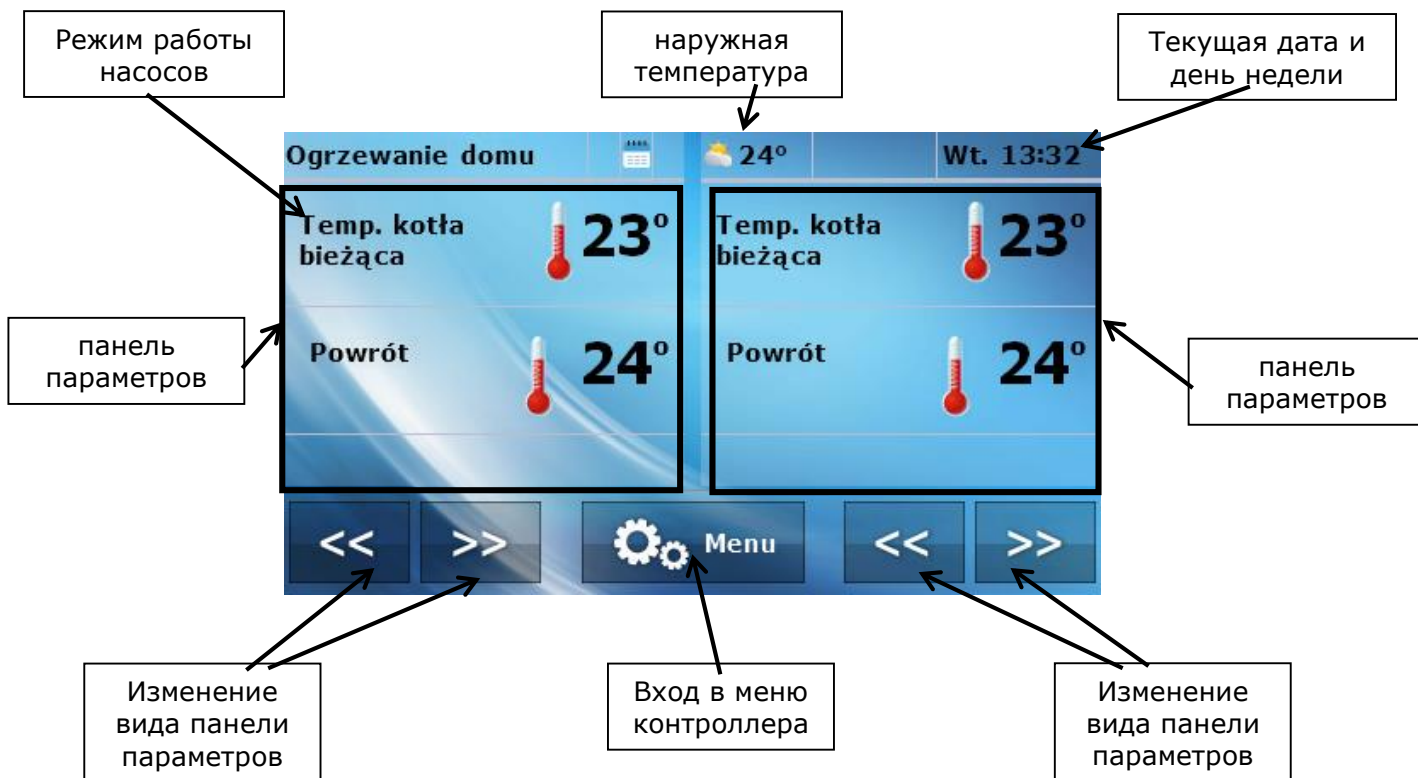 Режим работы
насосов
наружная
температура
Текущая дата и
день недели
Ogrzewanie domu
24°
Wt. 13:32
Temp. kotła
bieżąca
23°
Temp. kotła
bieżąca
23°
панель
параметров
Powrót
24°
Powrót
24°
панель
параметров
<<
>>
Menu
<<
>>
Изменение
вида панели
параметров
Вход в меню
контроллера
Изменение
вида панели
параметров